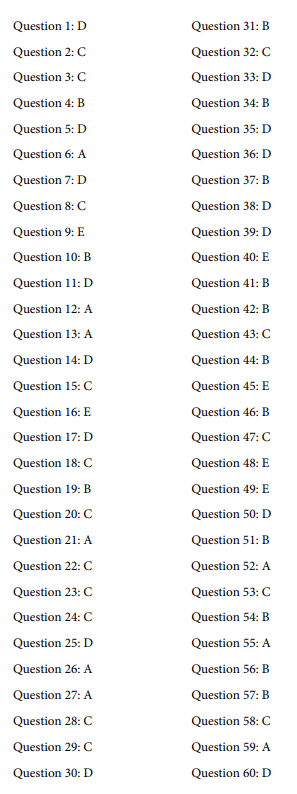 Question 1: D
Question 2: C
Question 3: C
Question 4: B
Question 5: D
Question 6: A
Question 7: D
Question 8: C
Question 9: E
Question 10: B
Question 11: D
Question 12: A
Question 13: A
Question 14: D
Question 15: C
Question 16: E
Question 17: D
Question 18: C
Question 19: B
Question 20: C
Question 21: A
Question 22: C
Question 23: C
Question 24: C
Question 25: D
Question 26: A
Question 27: A
Question 28: C
Question 29: C
Question 30: D
Question 31: B
Question 32: C
Question 33: D
Question 34: B
Question 35: D
Question 36: D
Question 37: B
Question 38: D
Question 39: D
Question 40: E
Question 41: B
Question 42: B
Question 43: C
Question 44: B
Question 45: E
Question 46: B
Question 47: C
Question 48: E
Question 49: E
Question 50: D
Question 51: B
Question 52: A
Question 53: C
Question 54: B
Question 55: A
Question 56: B
Question 57: B
Question 58: C
Question 59: A
Question 60: D